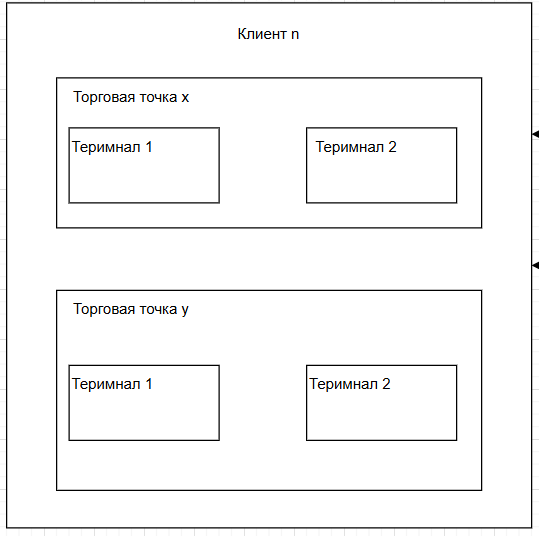 Клиент n
Торговая точка x
Теримнал 1
Теримнал 2
Торговая точка y
Теримнал 1
Теримнал 2